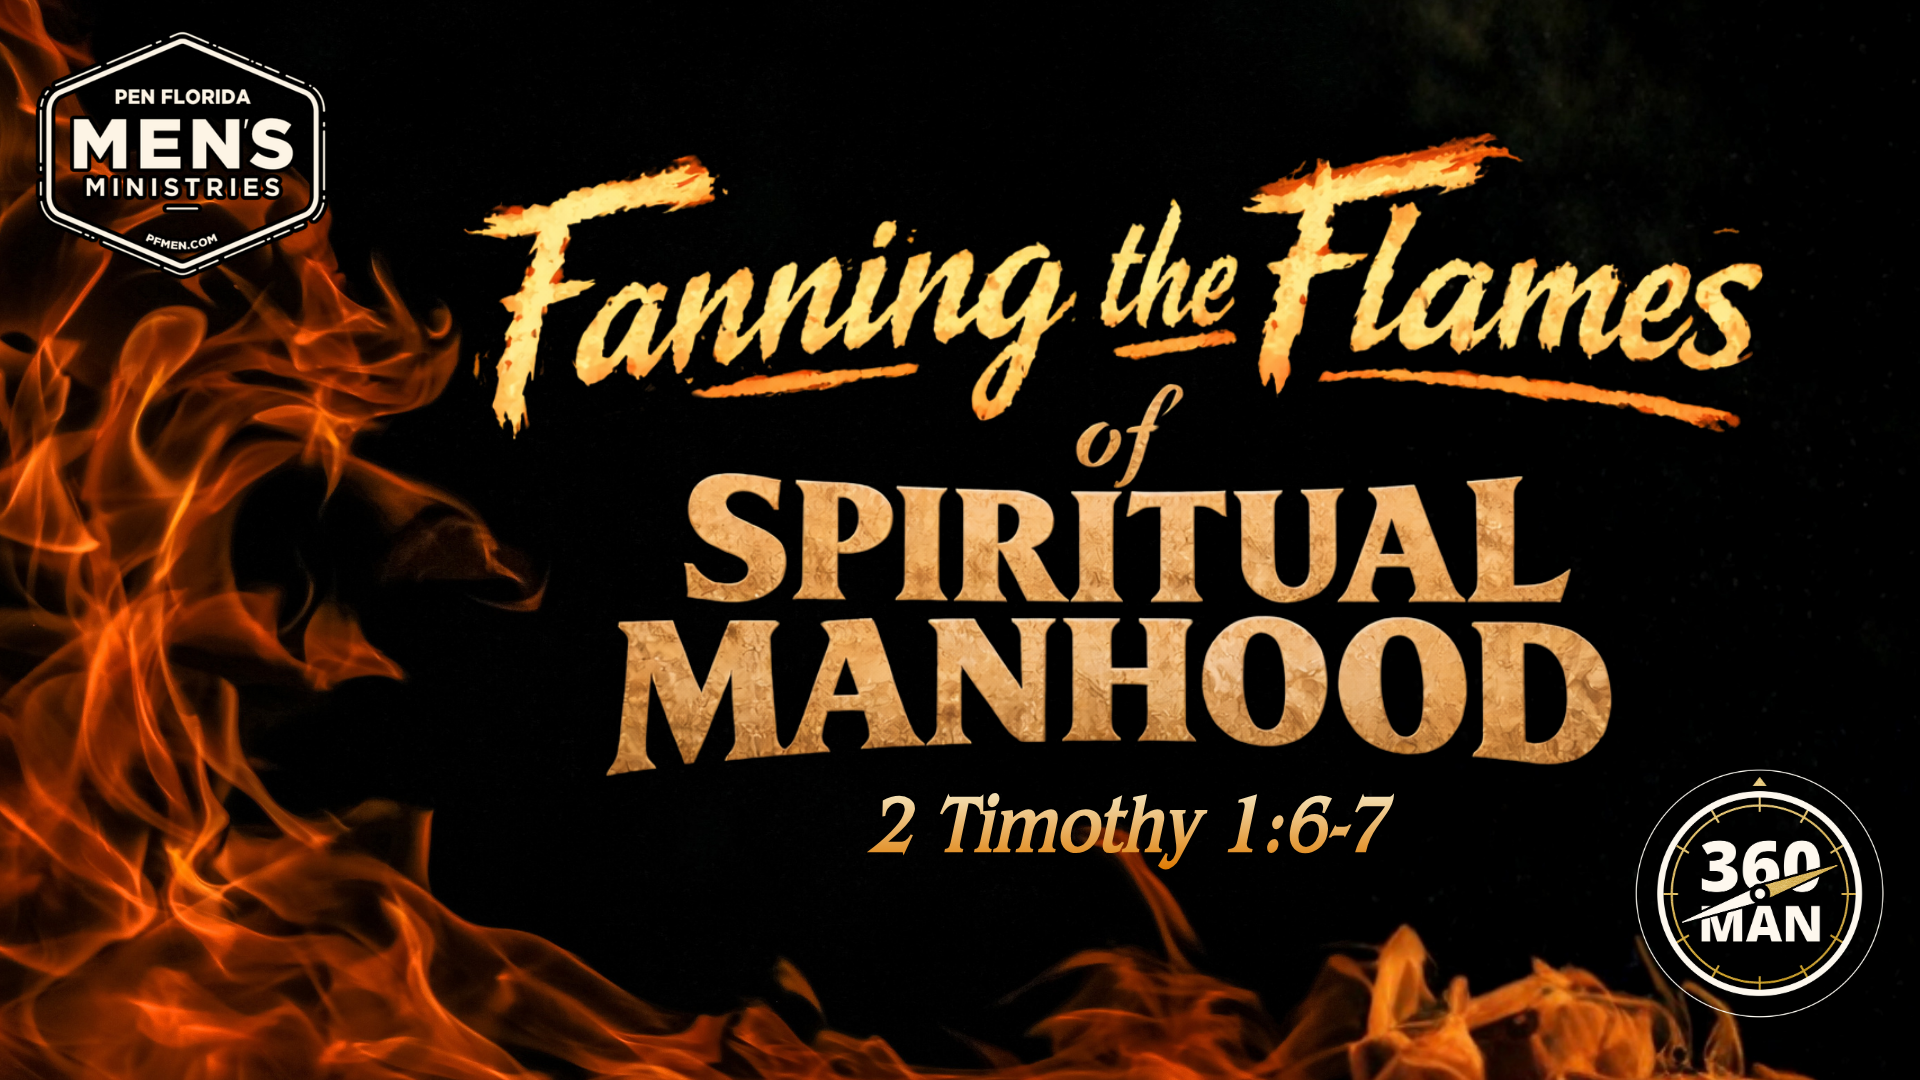 PEN FLORIDA
MEN'S
MINISTRIES
PFMEN.COM
Fanning the Flames
of
SPIRITUAL
MANHOOD
2 Timothy 1:6-7
360
MAN